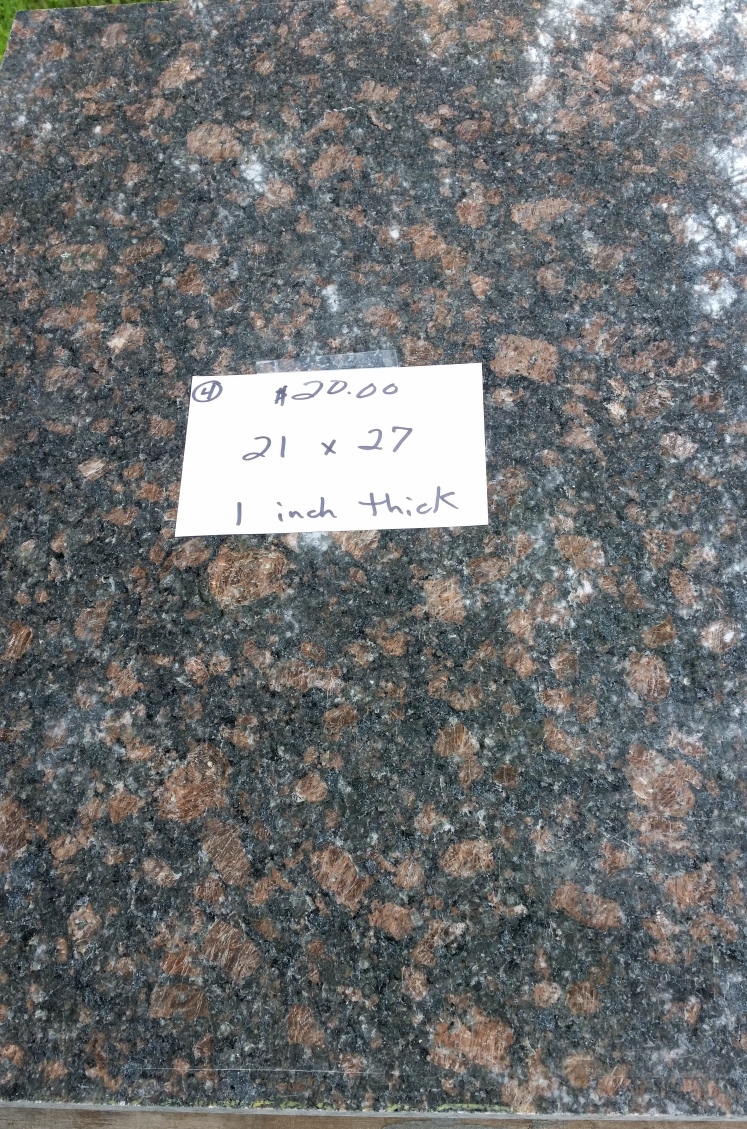 ④ $20.00
21 x 27
1 inch thick